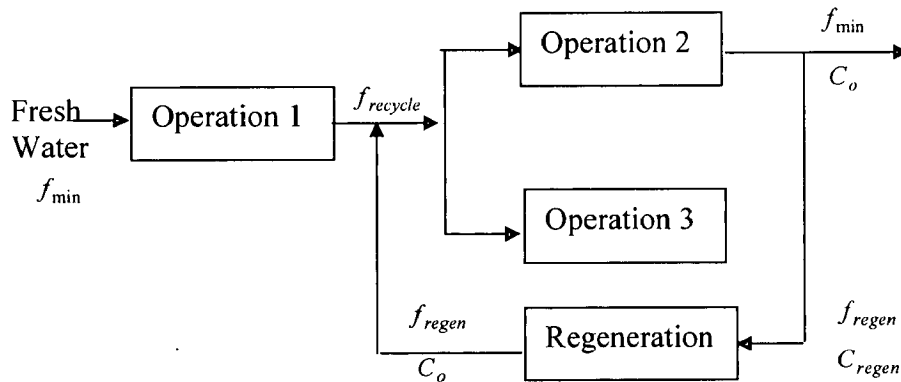 Operation 2
f_min
C_o
Fresh
Water
f_min
Operation 1
f_recycle
Operation 3
f_regen
C_o
Regeneration
f_regen
C_regen